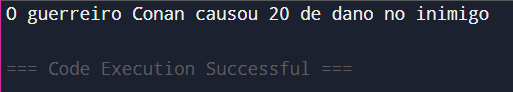 O guerreiro Conan causou 20 de dano no inimigo
=== Code Execution Successful ===